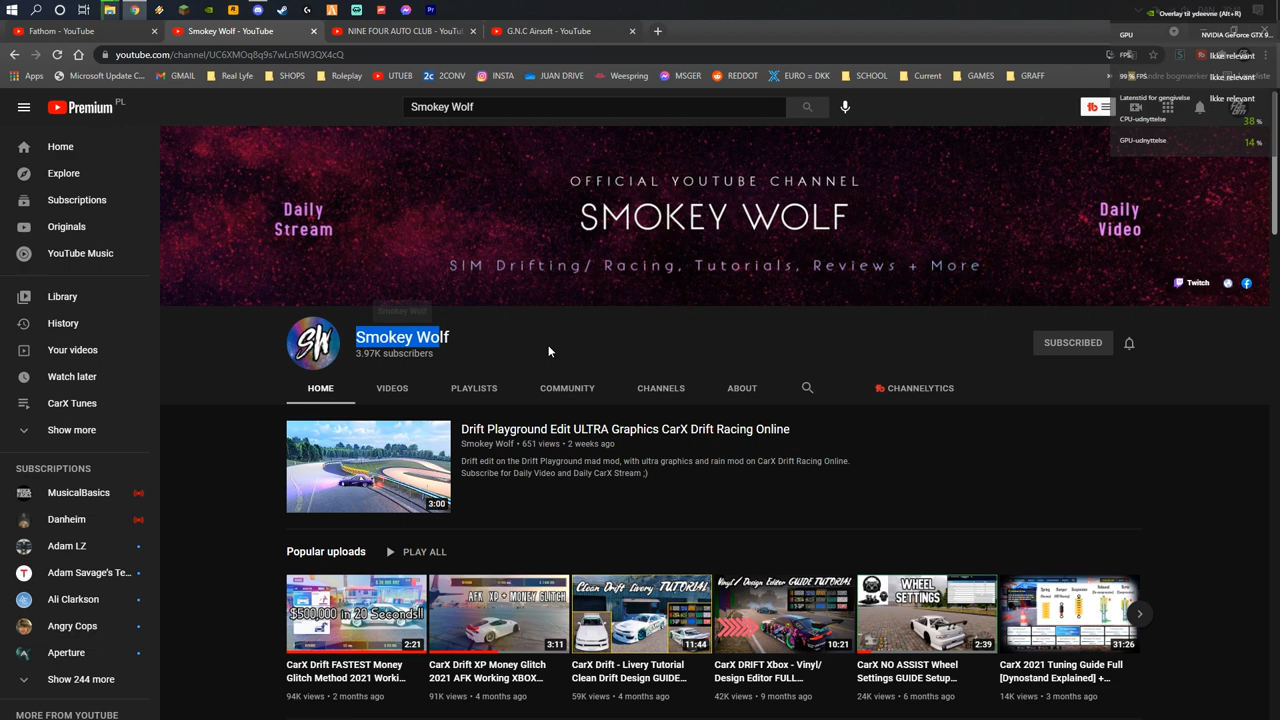 Fathom - YouTube
Smokey Wolf - YouTube
NINE FOUR AUTO CLUB - YouTube
G.N.C Airsoft - YouTube
Overlay til ydeevne (Alt+R)
GPU
NVIDIA GeForce GTX 9...
FPS
Ikke relevant
99 % FPS
Ikke relevant
Latenstid for gengivelse
Ikke relevant
CPU-udnyttelse
38 %
GPU-udnyttelse
14 %
youtube.com/channel/UC6XMOq8q9s7wLn5lW3QX4cQ
Apps
Microsoft Update C...
GMAIL
Real Lyfe
SHOPS
Roleplay
UTUEB
2CONV
INSTA
JUAN DRIVE
Weespring
MSGER
REDDOT
EURO = DKK
SCHOOL
Current
GAMES
GRAFF
Andre bogmærker
Premium PL
Smokey Wolf
Home
Explore
Subscriptions
Originals
YouTube Music
Library
History
Your videos
Watch later
CarX Tunes
Show more
SUBSCRIPTIONS
MusicalBasics
Danheim
Adam LZ
Adam Savage's Te...
Ali Clarkson
Angry Cops
Aperture
Show 244 more
MORE FROM YOUTUBE
OFFICIAL YOUTUBE CHANNEL
SMOKEY WOLF
Daily
Stream
Daily
Video
SIM Drifting/ Racing, Tutorials, Reviews + More
Twitch
Smokey Wolf
SW
Smokey Wolf
3.97K subscribers
SUBSCRIBED
HOME
VIDEOS
PLAYLISTS
COMMUNITY
CHANNELS
ABOUT
CHANNELYTICS
3:00
Drift Playground Edit ULTRA Graphics CarX Drift Racing Online
Smokey Wolf • 651 views • 2 weeks ago
Drift edit on the Drift Playground mad mod, with ultra graphics and rain mod on CarX Drift Racing Online.
Subscribe for Daily Video and Daily CarX Stream ;)
Popular uploads
PLAY ALL
$300,000
in 20 Seconds!!
2:21
CarX Drift FASTEST Money
Glitch Method 2021 Worki...
94K views • 2 months ago
AFK XP + MONEY GLITCH
3:11
CarX Drift XP Money Glitch
2021 AFK Working XBOX...
91K views • 4 months ago
Clean Drift Livery TUTORIAL
11:44
CarX Drift - Livery Tutorial
Clean Drift Design GUIDE...
59K views • 4 months ago
Vinyl/Design Editor GUIDE TUTORIAL
10:21
CarX DRIFT Xbox - Vinyl/
Design Editor FULL...
42K views • 9 months ago
WHEEL
SETTINGS
2:39
CarX NO ASSIST Wheel
Settings GUIDE Setup...
24K views • 6 months ago
31:26
CarX 2021 Tuning Guide Full
[Dynostand Explained] +...
14K views • 3 months ago